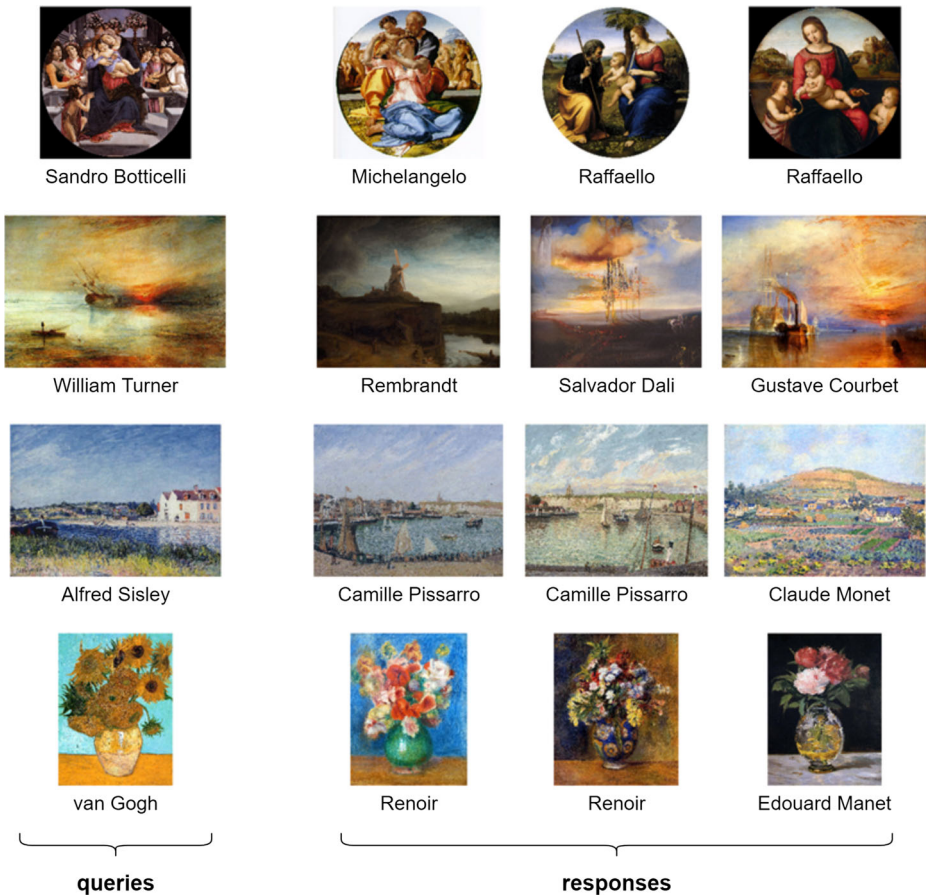 Sandro Botticelli
Michelangelo
Raffaello
Raffaello
William Turner
Rembrandt
Salvador Dali
Gustave Courbet
Alfred Sisley
Camille Pissarro
Camille Pissarro
Claude Monet
van Gogh
Renoir
Renoir
Edouard Manet
queries
responses